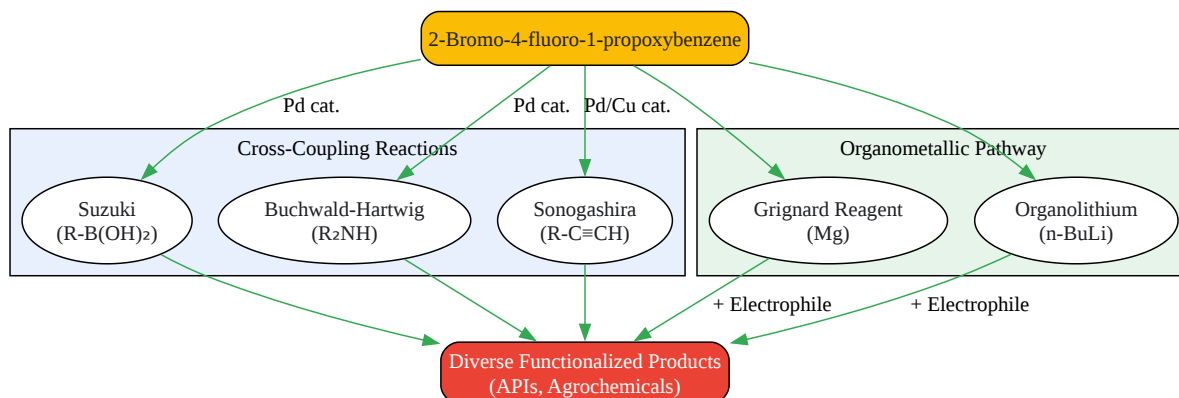 2-Bromo-4-fluoro-1-propoxybenzene
Pd cat.
Pd cat.
Pd/Cu cat.
Cross-Coupling Reactions
Organometallic Pathway
Suzuki
(R-B(OH)₂)
Buchwald-Hartwig
(R₂NH)
Sonogashira
(R-C≡CH)
Grignard Reagent
(Mg)
Organolithium
(n-BuLi)
+ Electrophile
+ Electrophile
Diverse Functionalized Products
(APIs, Agrochemicals)